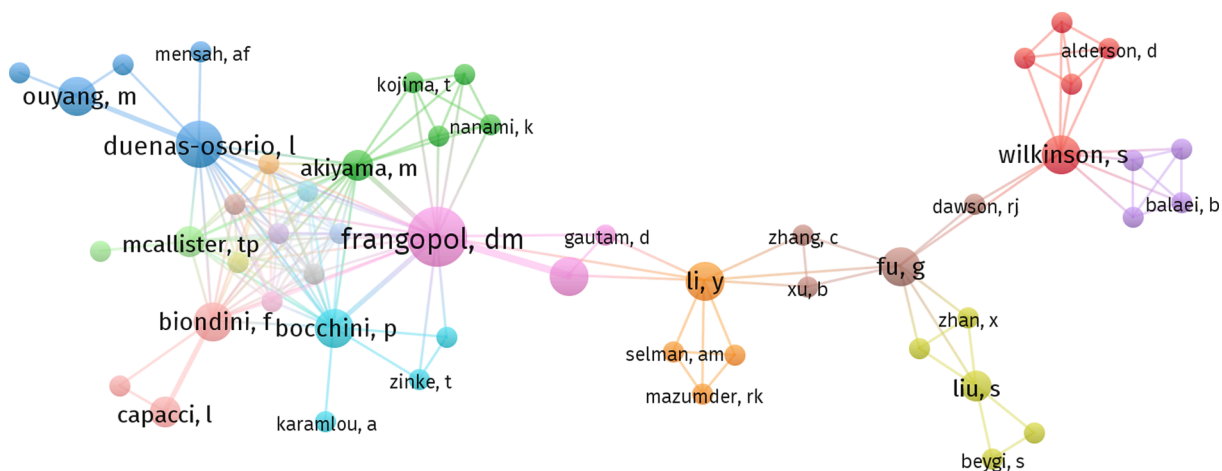 alderson, d
mensah, af
kojima, t
ouyang, m
nanami, k
duenas-osorio, l
wilkinson, s
akiyama, m
dawson, rj
balaei, b
mcallister, tp
frangopol, dm
gautam, d
zhang, c
fu, g
li, y
xu, b
biondini, f
bocchini, p
zhan, x
selman, am
zinke, t
liu, s
mazumder, rk
capacci, l
karamlou, a
beygi, s